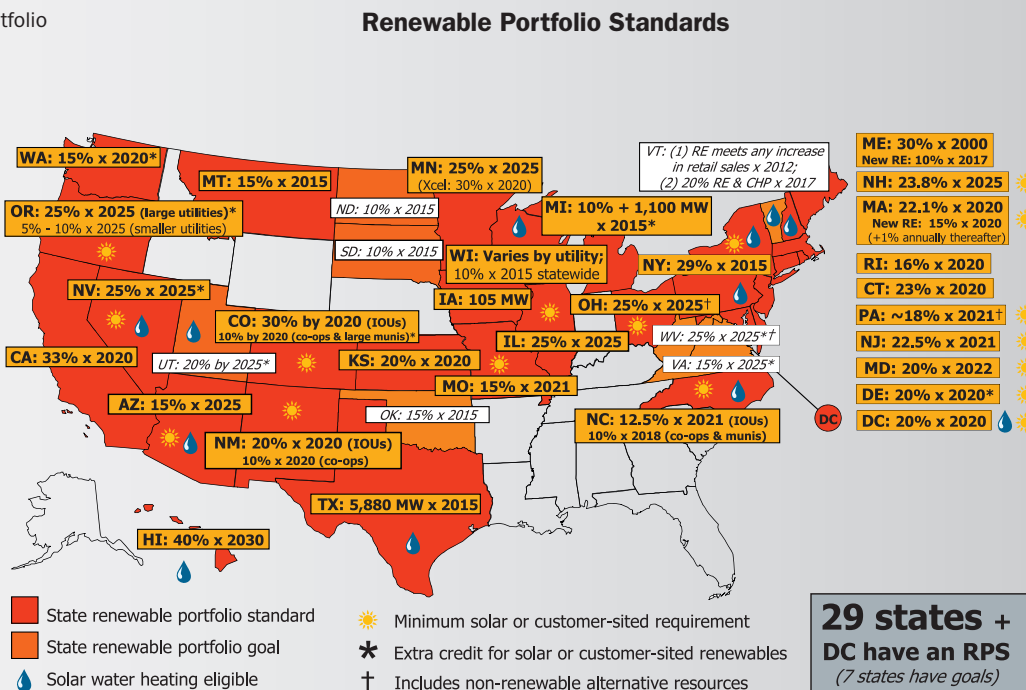 tfolio
Renewable Portfolio Standards
WA: 15% x 2020*
MT: 15% x 2015
MN: 25% x 2025
(Xcel: 30% x 2020)
VT: (1) RE meets any increase
in retail sales x 2012;
(2) 20% RE & CHP x 2017
ME: 30% x 2000
New RE: 10% x 2017
NH: 23.8% x 2025
MA: 22.1% x 2020
New RE: 15% x 2020
(+1% annually thereafter)
RI: 16% x 2020
CT: 23% x 2020
PA: ~18% x 2021†
NJ: 22.5% x 2021
MD: 20% x 2022
DE: 20% x 2020*
DC: 20% x 2020
OR: 25% x 2025 (large utilities)*
5% - 10% x 2025 (smaller utilities)
ND: 10% x 2015
MI: 10% + 1,100 MW
x 2015*
SD: 10% x 2015
WI: Varies by utility;
10% x 2015 statewide
NY: 29% x 2015
NV: 25% x 2025*
IA: 105 MW
OH: 25% x 2025†
CO: 30% by 2020 (IOUs)
10% by 2020 (co-ops & large munis)*
IL: 25% x 2025
WV: 25% x 2025*†
CA: 33% x 2020
UT: 20% by 2025*
KS: 20% x 2020
VA: 15% x 2025*
MO: 15% x 2021
AZ: 15% x 2025
OK: 15% x 2015
NC: 12.5% x 2021 (IOUs)
10% x 2018 (co-ops & munis)
DC
NM: 20% x 2020 (IOUs)
10% x 2020 (co-ops)
TX: 5,880 MW x 2015
HI: 40% x 2030
State renewable portfolio standard
State renewable portfolio goal
Solar water heating eligible
Minimum solar or customer-sited requirement
* Extra credit for solar or customer-sited renewables
† Includes non-renewable alternative resources
29 states +
DC have an RPS
(7 states have goals)